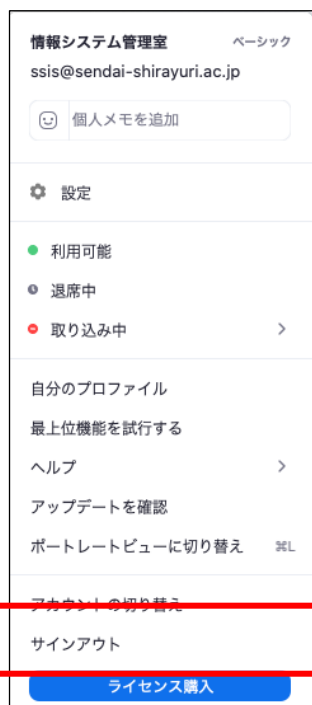 情報システム管理室 ベーシック
ssis@sendai-shirayuri.ac.jp
個人メモを追加
設定
利用可能
退席中
取り込み中
自分のプロファイル
最上位機能を試行する
ヘルプ
アップデートを確認
ポートレートビューに切り替え ⌘L
アカウントの切り替え
サインアウト
ライセンス購入